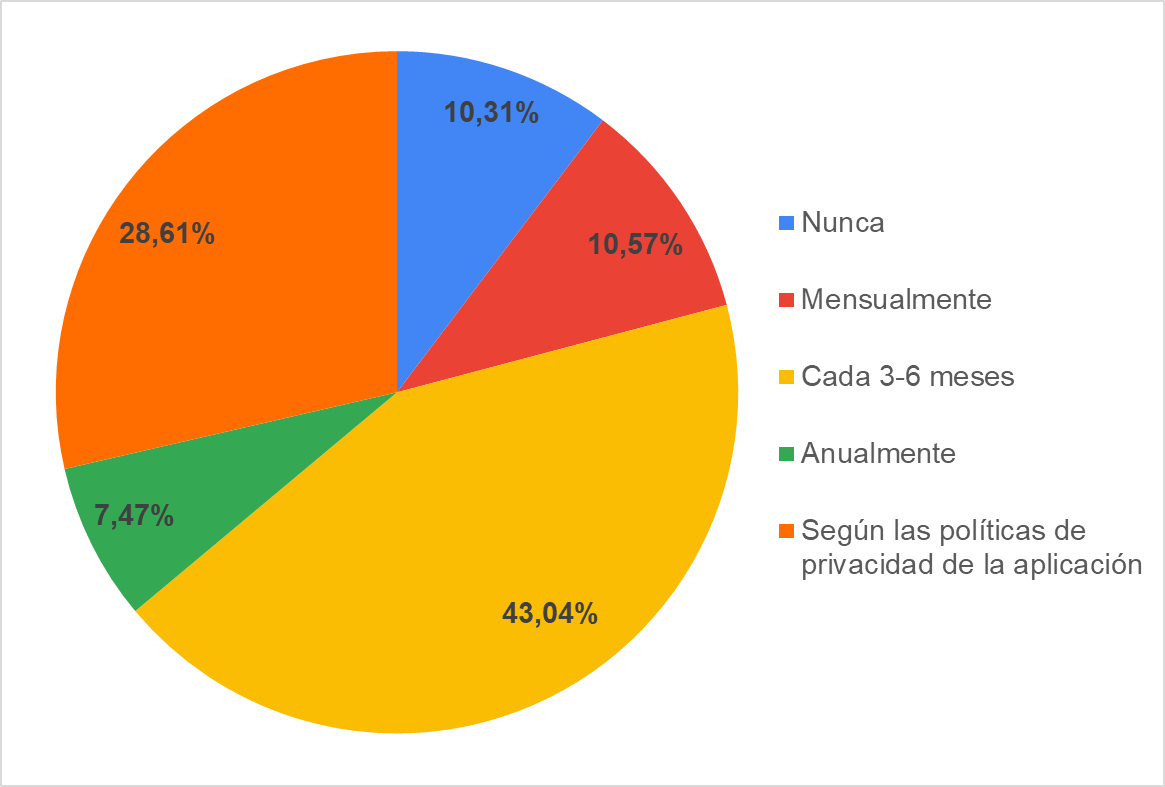 10,31%
10,57%
28,61%
7,47%
43,04%
Nunca
Mensualmente
Cada 3-6 meses
Anualmente
Según las políticas de
privacidad de la aplicación